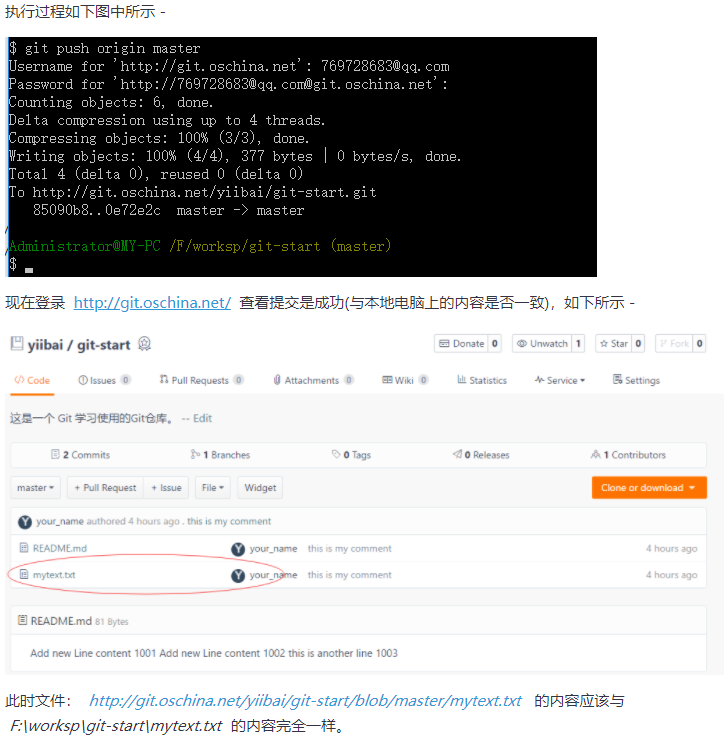 执行过程如下图中所示 -
$ git push origin master
Username for 'http://git.oschina.net': 769728683@qq.com
Password for 'http://769728683@qq.com@git.oschina.net':
Counting objects: 6, done.
Delta compression using up to 4 threads.
Compressing objects: 100% (3/3), done.
Writing objects: 100% (4/4), 377 bytes | 0 bytes/s, done.
Total 4 (delta 0), reused 0 (delta 0)
To http://git.oschina.net/yiibai/git-start.git
85090b8..0e72e2c  master -> master
Administrator@MY-PC /F/worksp/git-start (master)
$
现在登录 http://git.oschina.net/ 查看提交是成功(与本地电脑上的内容是否一致)，如下所示 -
yiibai / git-start Donate 0 Unwatch 1 Star 0 Fork 0
Code Issues 0 Pull Requests 0 Attachments 0 Wiki 0 Statistics Service Settings
这是一个 Git 学习使用的Git仓库。 -- Edit
2 Commits 1 Branches 0 Tags 0 Releases 1 Contributors
master + Pull Request + Issue File Widget Clone or download
Y your_name authored 4 hours ago . this is my comment
README.md Y your_name this is my comment 4 hours ago
mytext.txt Y your_name this is my comment 4 hours ago
README.md 81 Bytes
Add new Line content 1001 Add new Line content 1002 this is another line 1003
此时文件： http://git.oschina.net/yiibai/git-start/blob/master/mytext.txt 的内容应该与
F:\worksp\git-start\mytext.txt 的内容完全一样。